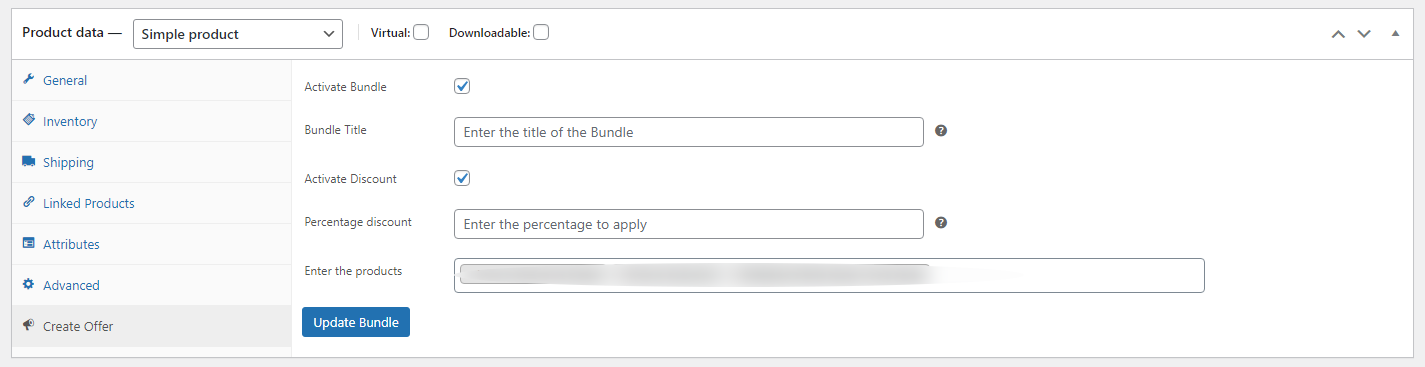 Product data — Simple product Virtual: Downloadable:
General
Inventory
Shipping
Linked Products
Attributes
Advanced
Create Offer
Activate Bundle
Bundle Title Enter the title of the Bundle ?
Activate Discount
Percentage discount Enter the percentage to apply ?
Enter the products
Update Bundle